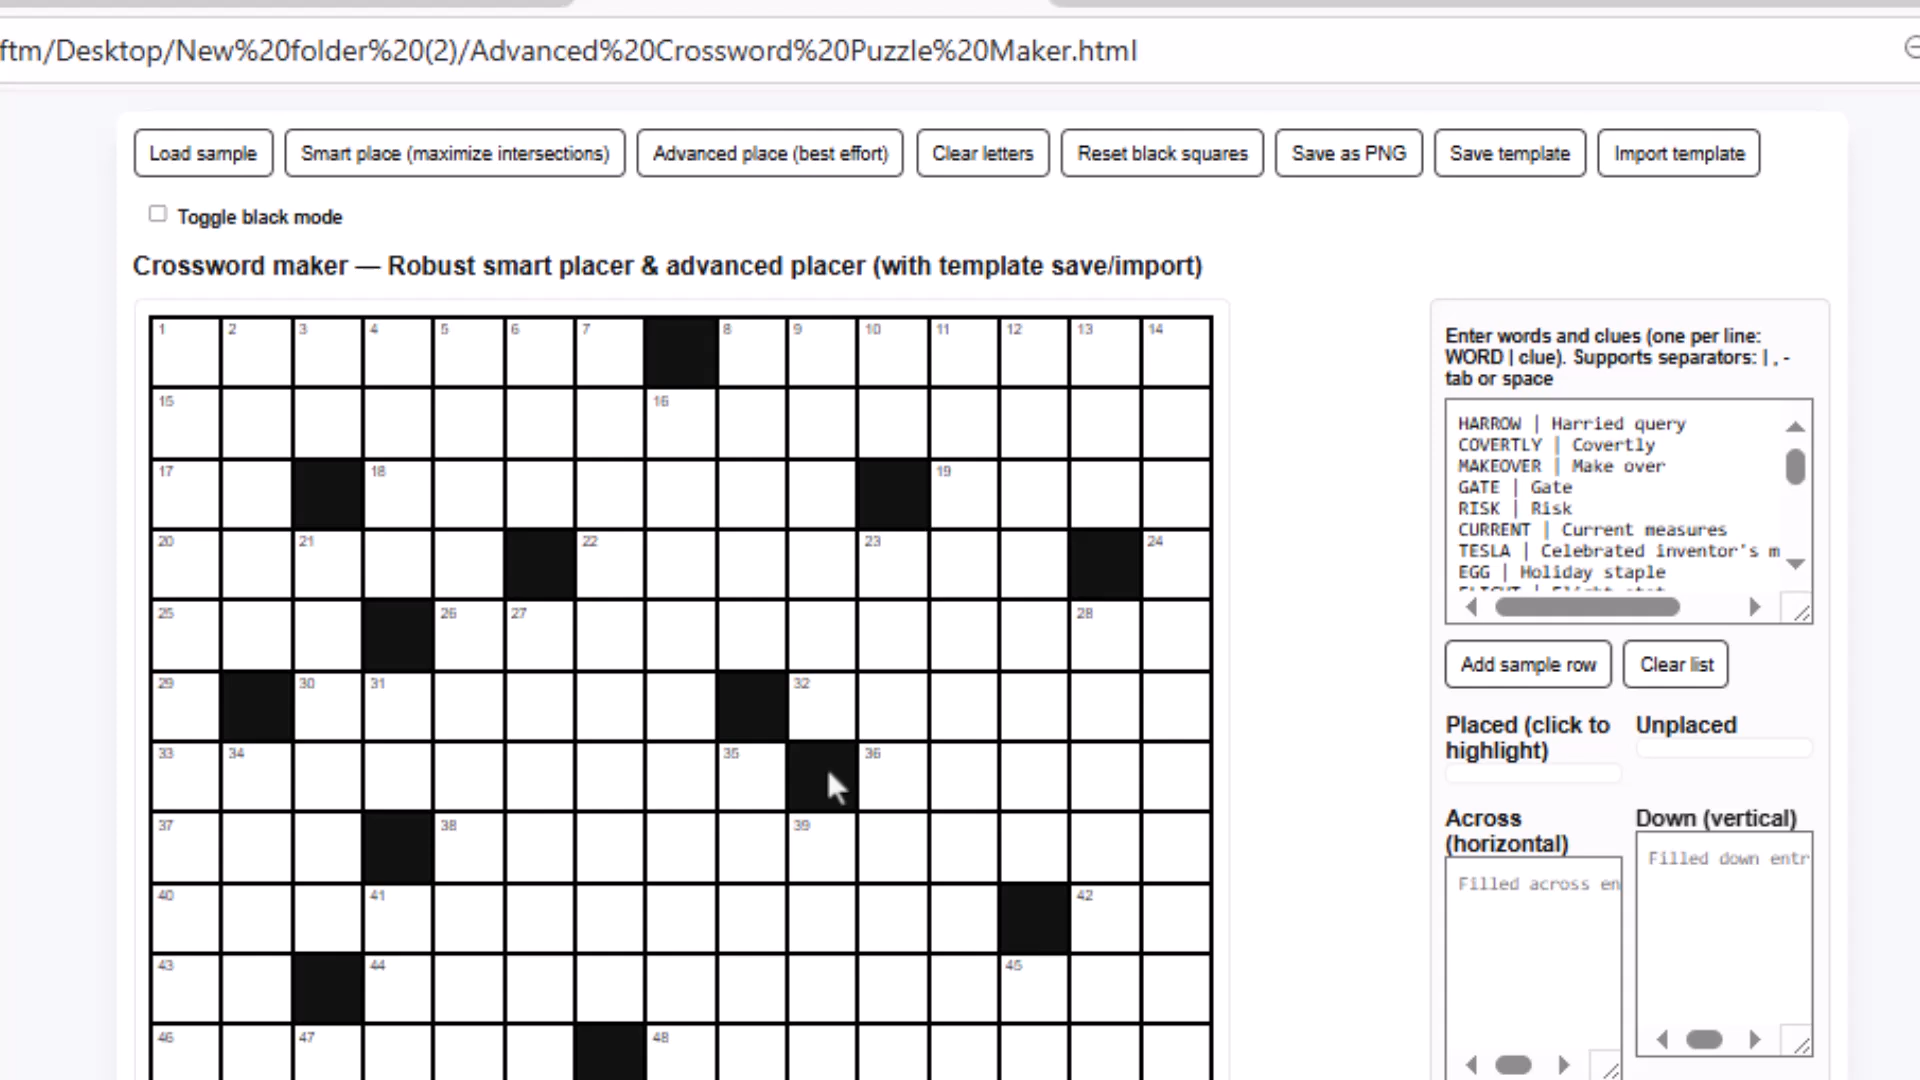 ftm/Desktop/New%20folder%20(2)/Advanced%20Crossword%20Puzzle%20Maker.html
Load sample
Smart place (maximize intersections)
Advanced place (best effort)
Clear letters
Reset black squares
Save as PNG
Save template
Import template
Toggle black mode
Crossword maker — Robust smart placer & advanced placer (with template save/import)
1 2 3 4 5 6 7 8 9 10 11 12 13 14
15 16
17 18 19
20 21 22 23 24
25 26 27 28
29 30 31 32
33 34 35 36
37 38 39
40 41 42
43 44 45
46 47 48
Enter words and clues (one per line:
WORD | clue). Supports separators: | , -
tab or space
HARROW | Harried query
COVERTLY | Covertly
MAKEOVER | Make over
GATE | Gate
RISK | Risk
CURRENT | Current measures
TESLA | Celebrated inventor's m
EGG | Holiday staple
Add sample row
Clear list
Placed (click to
highlight)
Unplaced
Across
(horizontal)
Down (vertical)
Filled across en
Filled down entr